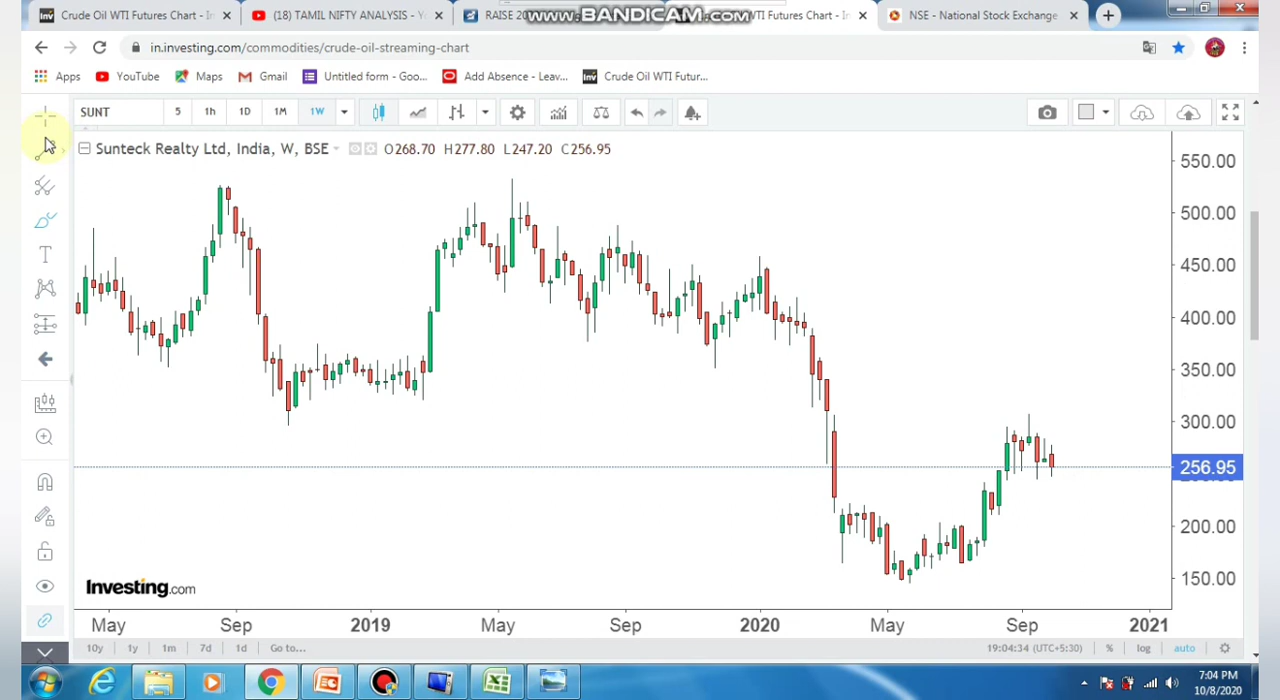 Crude Oil WTI Futures Chart - In
(18) TAMIL NIFTY ANALYSIS - Y
RAISE 20
www.BANDICAM.com
WTI Futures Chart - In
NSE - National Stock Exchange
in.investing.com/commodities/crude-oil-streaming-chart
Apps YouTube Maps Gmail Untitled form - Goo... Add Absence - Leav... Inv Crude Oil WTI Futur...
SUNT 5 1h 1D 1M 1W
Sunteck Realty Ltd, India, W, BSE O268.70 H277.80 L247.20 C256.95
550.00
500.00
450.00
400.00
350.00
300.00
256.95
200.00
150.00
Investing.com
May Sep 2019 May Sep 2020 May Sep 2021
10y 1y 1m 7d 1d Go to... 19:04:34 (UTC+5:30) % log auto
7:04 PM
10/8/2020